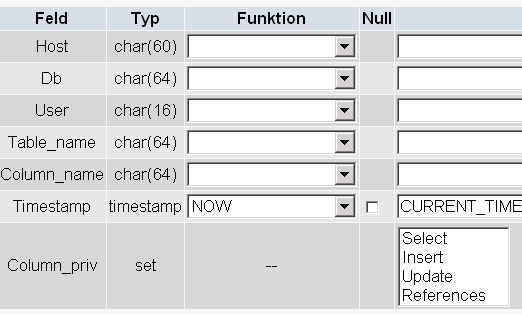 Feld Typ Funktion Null
Host char(60)
Db char(64)
User char(16)
Table_name char(64)
Column_name char(64)
Timestamp timestamp NOW CURRENT_TIME
Column_priv set -- Select
Insert
Update
References